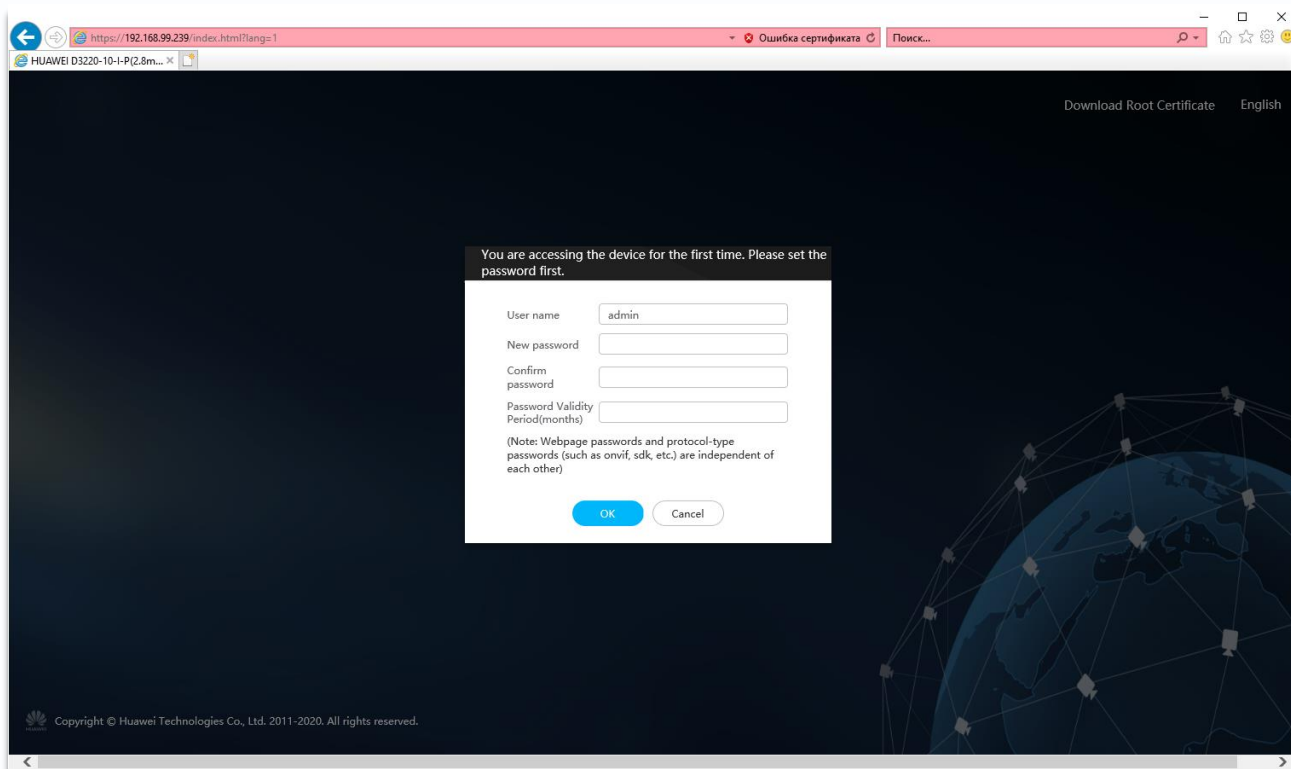 https://192.168.99.239/index.html?lang=1
Ошибка сертификата
Поиск...
HUAWEI D3220-10-I-P(2.8m...
Download Root Certificate
English
You are accessing the device for the first time. Please set the
password first.
User name
admin
New password
Confirm
password
Password Validity
Period(months)
(Note: Webpage passwords and protocol-type
passwords (such as onvif, sdk, etc.) are independent of
each other)
OK
Cancel
HUAWEI
Copyright © Huawei Technologies Co., Ltd. 2011-2020. All rights reserved.